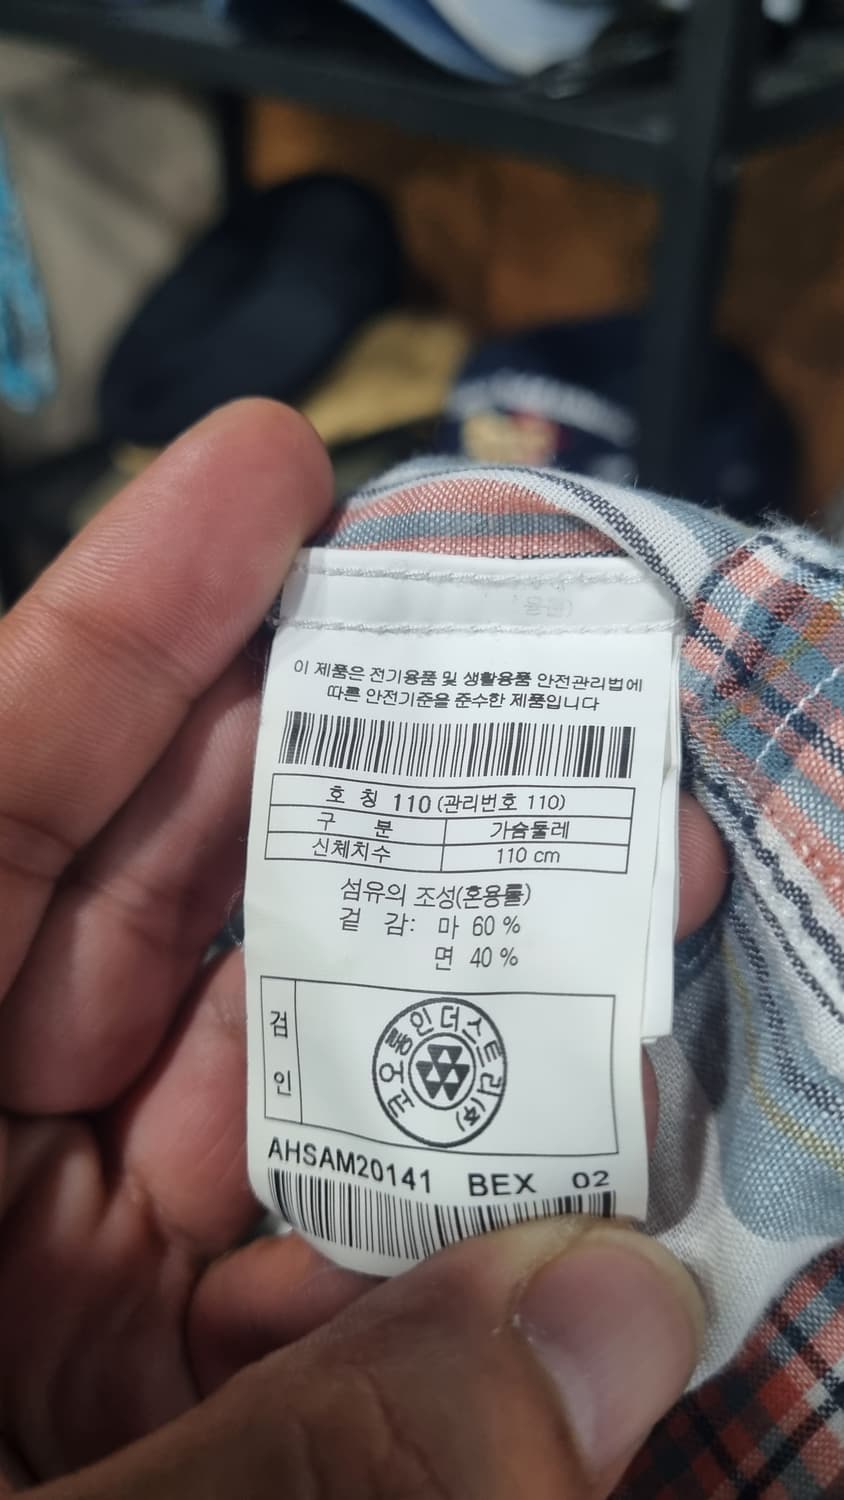 이 제품은 전기용품 및 생활용품 안전관리법에
따른 안전기준을 준수한 제품입니다
호 칭 110 (관리번호 110)
구 분 가슴둘레
신체치수 110 cm
섬유의 조성(혼용률)
겉 감: 마 60 %
면 40 %
검
인
코오롱인더스트리(주)
AHSAM20141 BEX 02